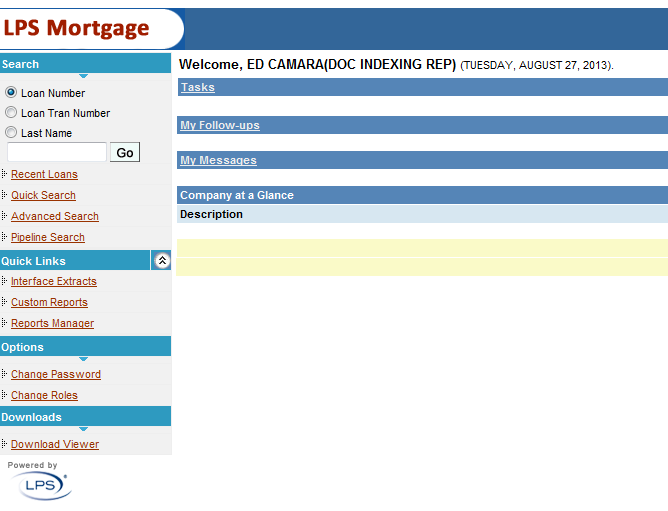 LPS Mortgage
Search
Loan Number
Loan Tran Number
Last Name
Go
Recent Loans
Quick Search
Advanced Search
Pipeline Search
Quick Links
Interface Extracts
Custom Reports
Reports Manager
Options
Change Password
Change Roles
Downloads
Download Viewer
Powered by
LPS
Welcome, ED CAMARA(DOC INDEXING REP) (TUESDAY, AUGUST 27, 2013).
Tasks
My Follow-ups
My Messages
Company at a Glance
Description